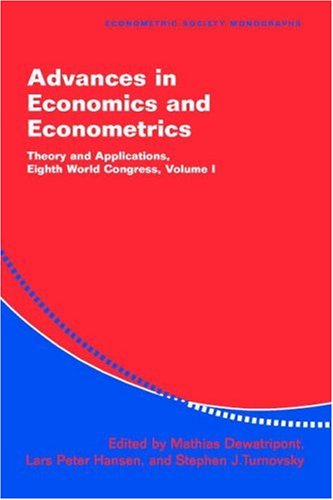 ECONOMETRIC SOCIETY MONOGRAPHS
Advances in
Economics and
Econometrics
Theory and Applications,
Eighth World Congress, Volume I
Edited by Mathias Dewatripont,
Lars Peter Hansen, and Stephen J.Turnovsky